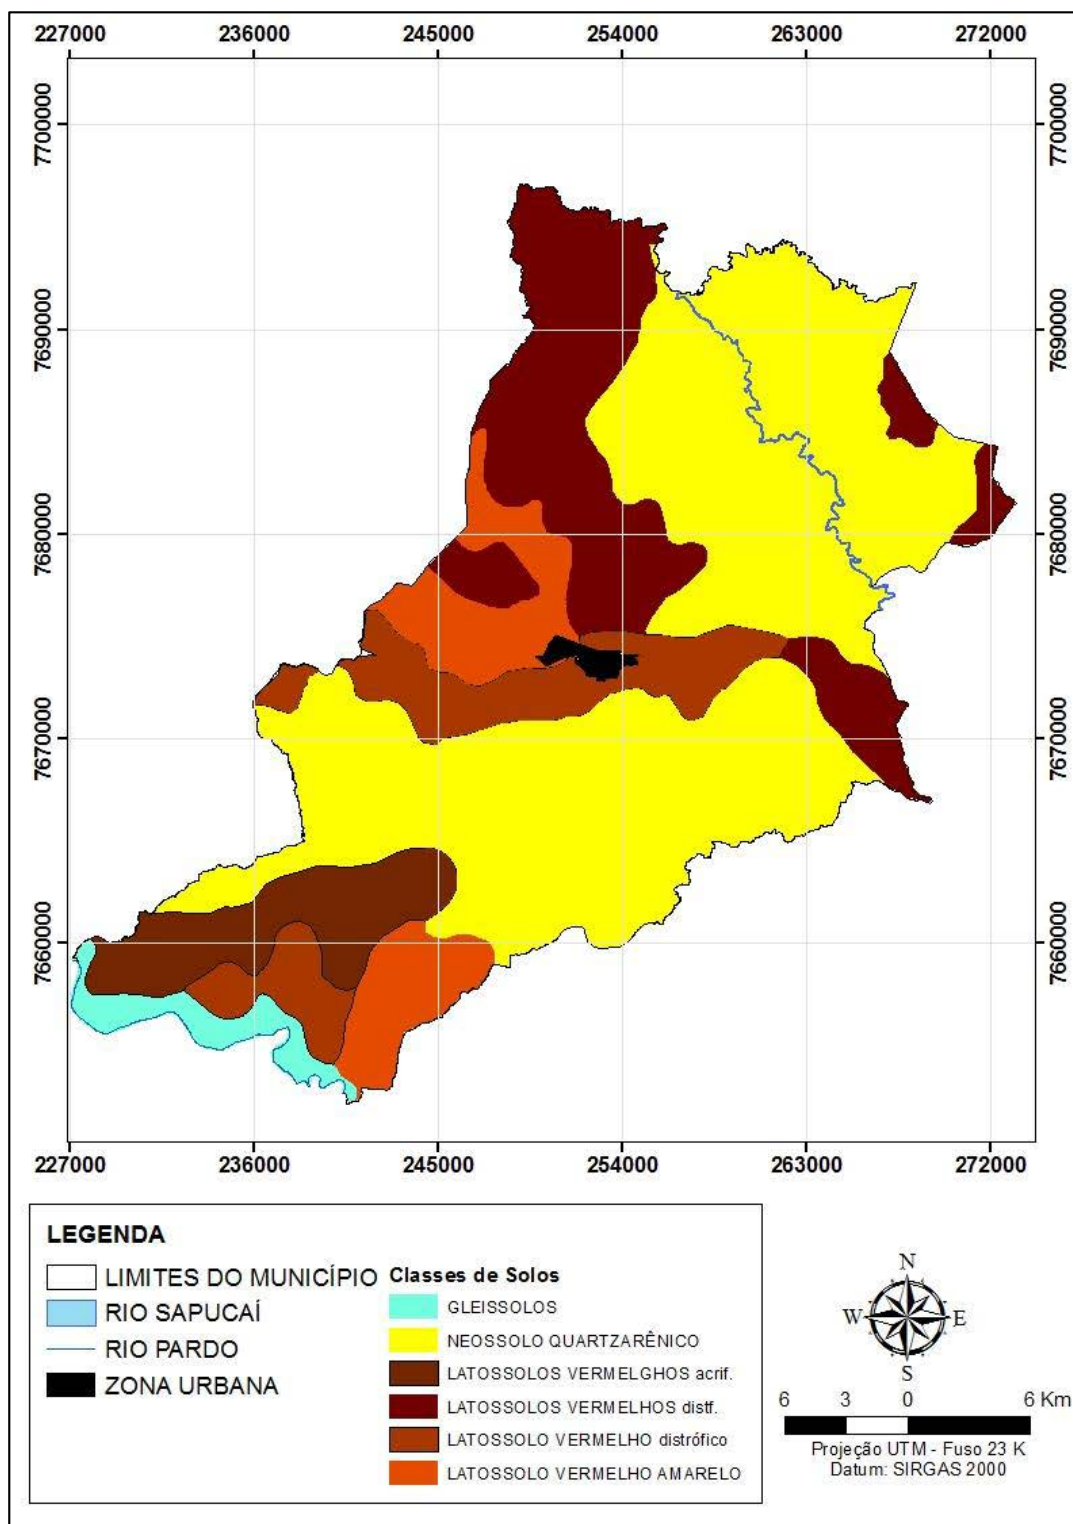 227000 236000 245000 254000 263000 272000
7700000 7700000
7690000 7690000
7680000 7680000
7670000 7670000
7660000 7660000
227000 236000 245000 254000 263000 272000
LEGENDA
LIMITES DO MUNICÍPIO
RIO SAPUCAÍ
RIO PARDO
ZONA URBANA
Classes de Solos
GLEISSOLOS
NEOSSOLO QUARTZARÊNICO
LATOSSOLOS VERMELGHOS acrif.
LATOSSOLOS VERMELHOS distf.
LATOSSOLO VERMELHO distrófico
LATOSSOLO VERMELHO AMARELO
N
W E
S
6 3 0 6 Km
Projeção UTM - Fuso 23 K
Datum: SIRGAS 2000